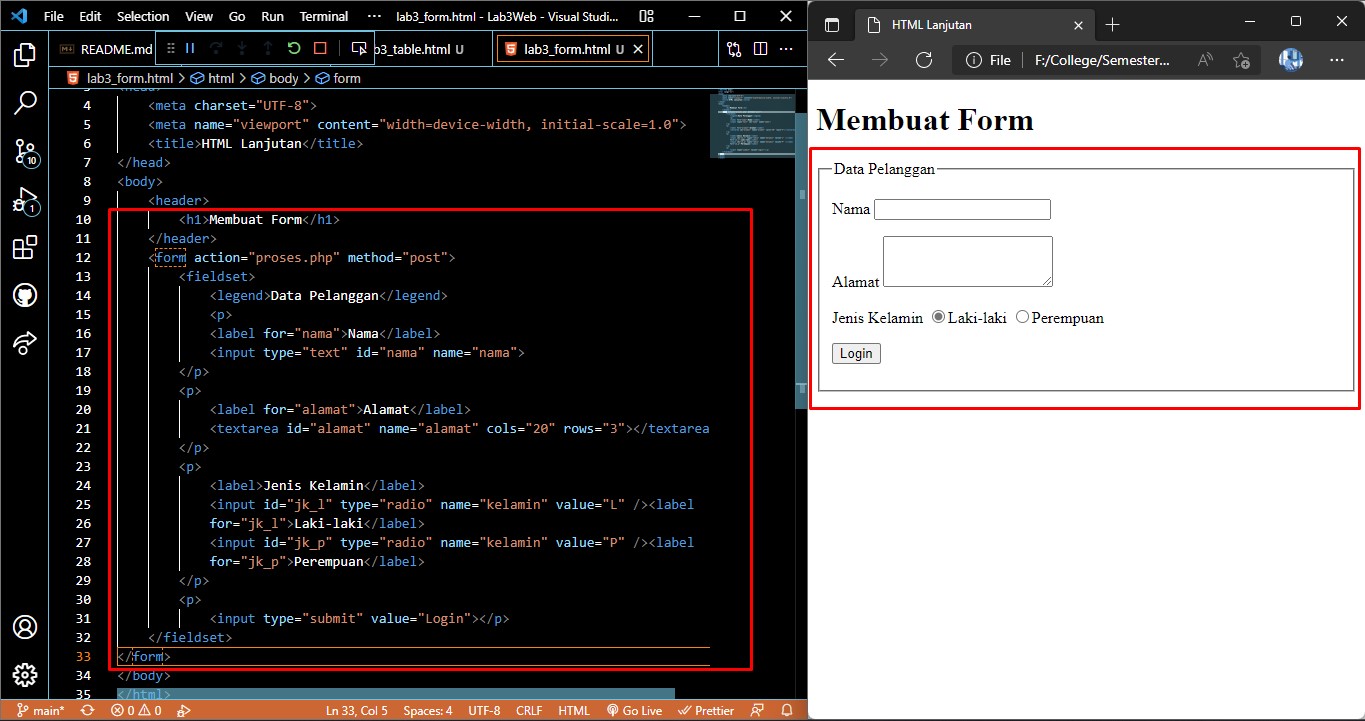 File Edit Selection View Go Run Terminal ··· lab3_form.html - Lab3Web - Visual Studi...
README.md b3_table.html U lab3_form.html U
lab3_form.html > html > body > form
4 <meta charset="UTF-8">
5 <meta name="viewport" content="width=device-width, initial-scale=1.0">
6 <title>HTML Lanjutan</title>
7 </head>
8 <body>
9 <header>
10 <h1>Membuat Form</h1>
11 </header>
12 <form action="proses.php" method="post">
13 <fieldset>
14 <legend>Data Pelanggan</legend>
15 <p>
16 <label for="nama">Nama</label>
17 <input type="text" id="nama" name="nama">
18 </p>
19 <p>
20 <label for="alamat">Alamat</label>
21 <textarea id="alamat" name="alamat" cols="20" rows="3"></textarea
22 </p>
23 <p>
24 <label>Jenis Kelamin</label>
25 <input id="jk_l" type="radio" name="kelamin" value="L" /><label
26 for="jk_l">Laki-laki</label>
27 <input id="jk_p" type="radio" name="kelamin" value="P" /><label
28 for="jk_p">Perempuan</label>
29 </p>
30 <p>
31 <input type="submit" value="Login"></p>
32 </fieldset>
33 </form>
34 </body>
35 </html>
10
1
main* 0 0 Ln 33, Col 5 Spaces: 4 UTF-8 CRLF HTML Go Live Prettier
HTML Lanjutan
File F:/College/Semester...
Membuat Form
Data Pelanggan
Nama
Alamat
Jenis Kelamin Laki-laki Perempuan
Login